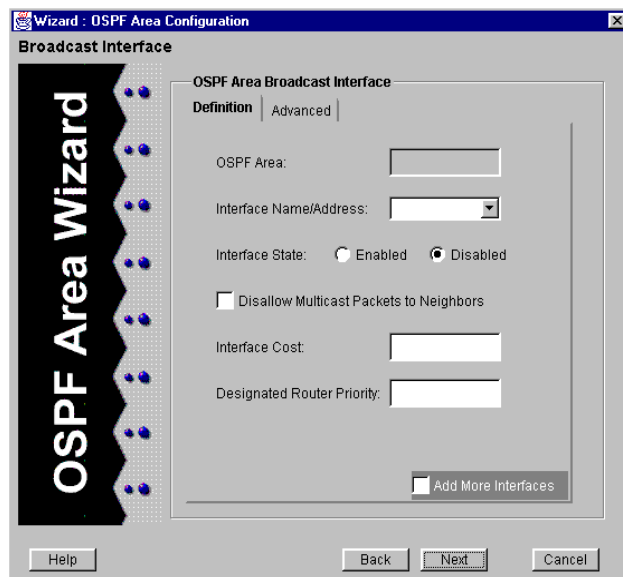 Wizard : OSPF Area Configuration
Broadcast Interface
OSPF Area Wizard
OSPF Area Broadcast Interface
Definition
Advanced
OSPF Area:
Interface Name/Address:
Interface State:
Enabled
Disabled
Disallow Multicast Packets to Neighbors
Interface Cost:
Designated Router Priority:
Add More Interfaces
Help
Back
Next
Cancel